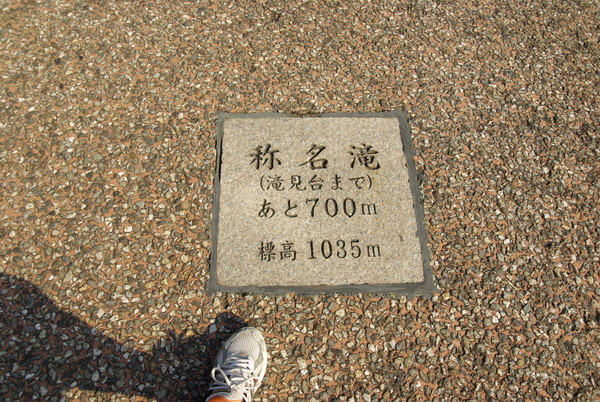 称名滝
(滝見台まで)
あと700m
標高1035m